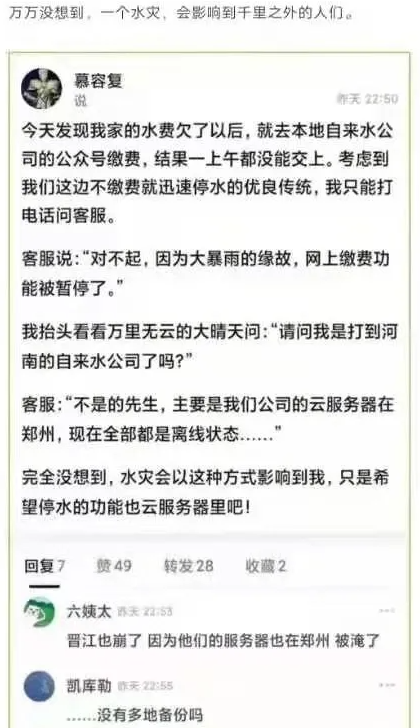 万万没想到，一个水灾，会影响到千里之外的人们。
慕容复
说
昨天 22:50
今天发现我家的水费欠了以后，就去本地自来水公
司的公众号缴费，结果一上午都没能交上。考虑到
我们这边不缴费就迅速停水的优良传统，我只能打
电话问客服。
客服说：“对不起，因为大暴雨的缘故，网上缴费功
能被暂停了。”
我抬头看看万里无云的大晴天问：“请问我是打到河
南的自来水公司了吗？”
客服：“不是的先生，主要是我们公司的云服务器在
郑州，现在全部都是离线状态……”
完全没想到，水灾会以这种方式影响到我，只是希
望停水的功能也云服务器里吧！
回复 7 赞 49 转发 28 收藏 2
六姨太 昨天 22:53
晋江也崩了 因为他们的服务器也在郑州 被淹了
凯库勒 昨天 22:55
……没有多地备份吗